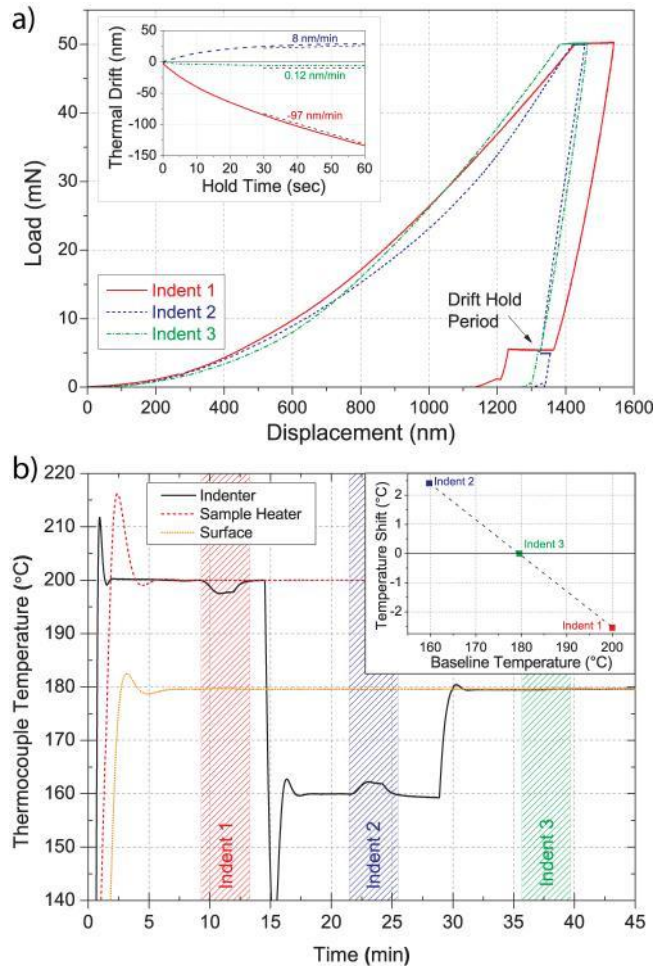 a)
50
40
30
20
10
0
Load (mN)
0 200 400 600 800 1000 1200 1400 1600
Displacement (nm)
Thermal Drift (nm)
50
0
-50
-100
-150
0 10 20 30 40 50 60
Hold Time (sec)
8 nm/min
0.12 nm/min
-97 nm/min
Indent 1
Indent 2
Indent 3
Drift Hold
Period
b)
220
210
200
190
180
170
160
150
140
Thermocouple Temperature (°C)
0 5 10 15 20 25 30 35 40 45
Time (min)
Indenter
Sample Heater
Surface
Indent 1
Indent 2
Indent 3
Temperature Shift (°C)
2
0
-2
160 170 180 190 200
Baseline Temperature (°C)
Indent 2
Indent 3
Indent 1